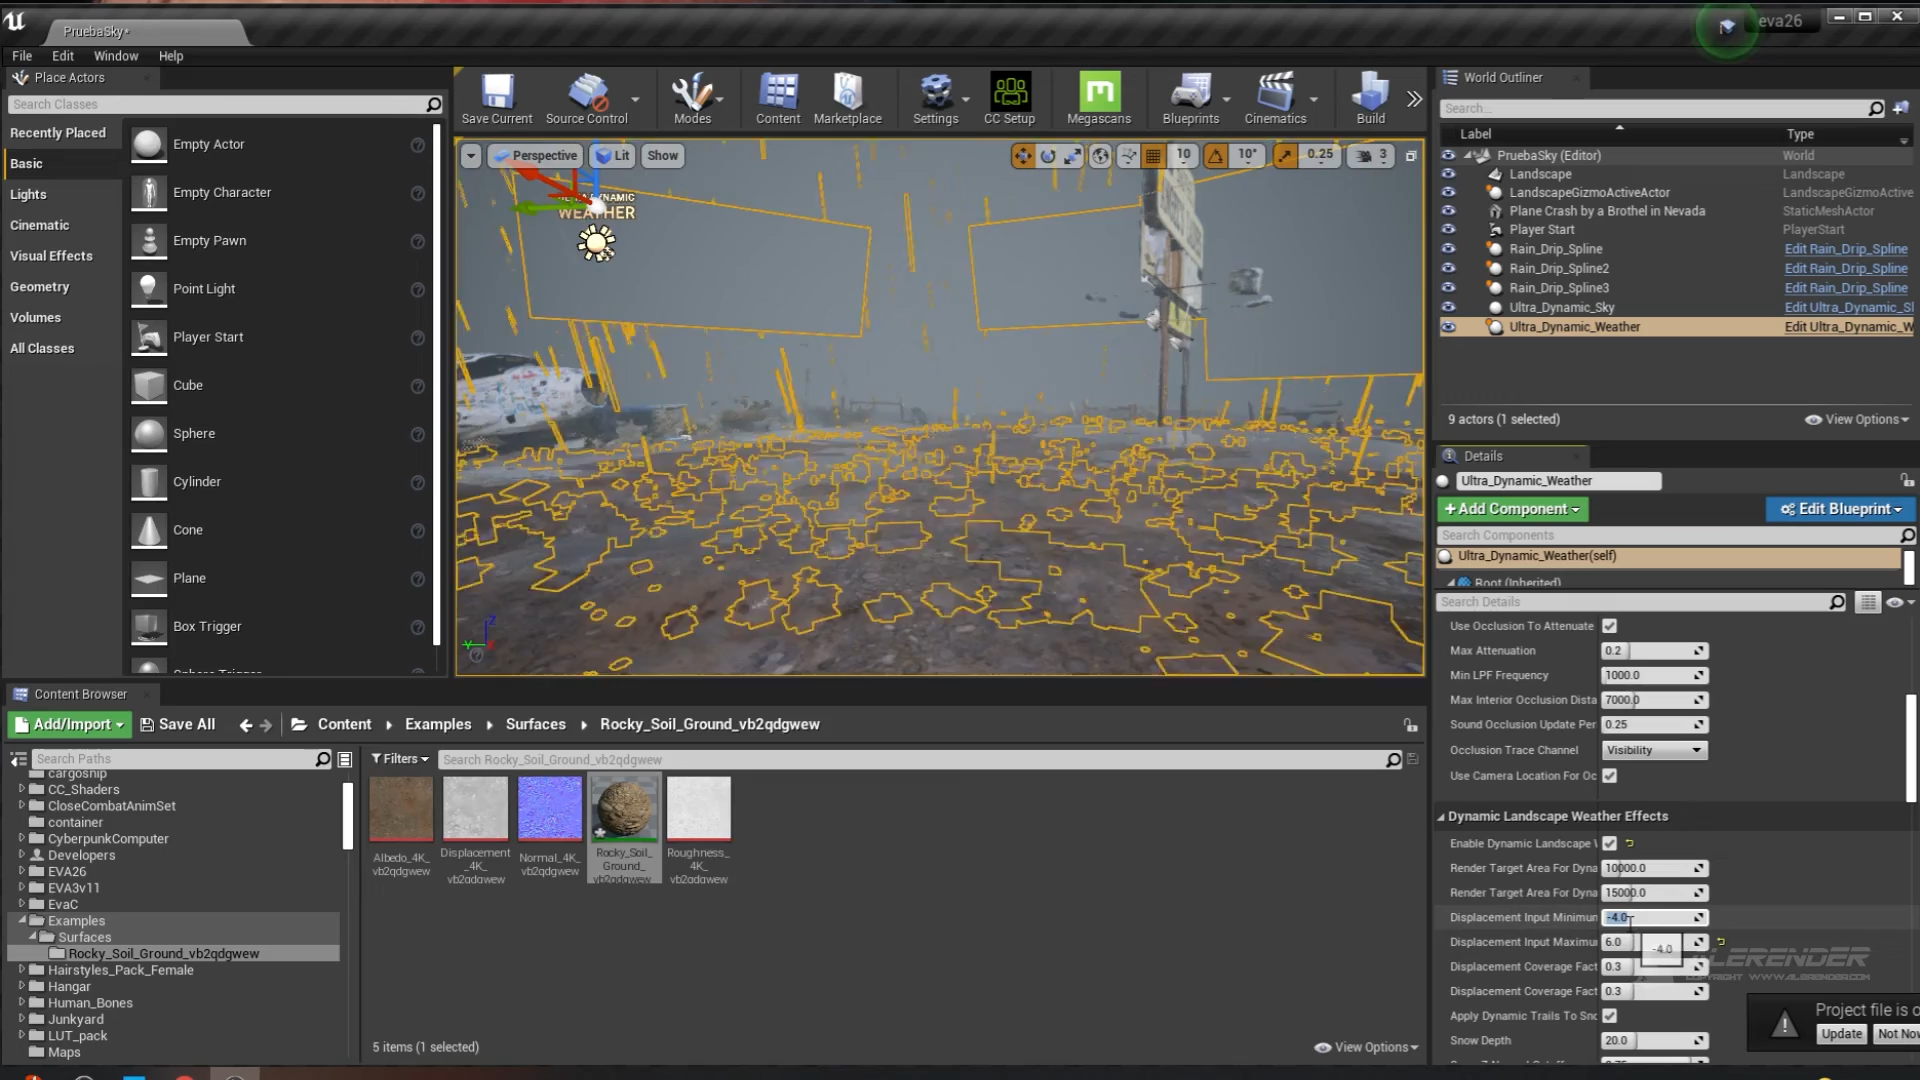 PruebaSky*
eva26
File Edit Window Help
Place Actors
Search Classes
Recently Placed
Basic
Lights
Cinematic
Visual Effects
Geometry
Volumes
All Classes
Empty Actor
Empty Character
Empty Pawn
Point Light
Player Start
Cube
Sphere
Cylinder
Cone
Plane
Box Trigger
Sphere Trigger
Save Current Source Control Modes Content Marketplace Settings CC Setup Megascans Blueprints Cinematics Build
Perspective Lit Show 10 10° 0.25 3
DYNAMIC
WEATHER
World Outliner
Search...
Label Type
PruebaSky (Editor) World
Landscape Landscape
LandscapeGizmoActiveActor LandscapeGizmoActive
Plane Crash by a Brothel in Nevada StaticMeshActor
Player Start PlayerStart
Rain_Drip_Spline Edit Rain_Drip_Spline
Rain_Drip_Spline2 Edit Rain_Drip_Spline
Rain_Drip_Spline3 Edit Rain_Drip_Spline
Ultra_Dynamic_Sky Edit Ultra_Dynamic_Sl
Ultra_Dynamic_Weather Edit Ultra_Dynamic_W
9 actors (1 selected) View Options
Details
Ultra_Dynamic_Weather
+Add Component Edit Blueprint
Search Components
Ultra_Dynamic_Weather(self)
Root (Inherited)
Search Details
Use Occlusion To Attenuate
Max Attenuation 0.2
Min LPF Frequency 1000.0
Max Interior Occlusion Dista 7000.0
Sound Occlusion Update Per 0.25
Occlusion Trace Channel Visibility
Use Camera Location For Oc
Dynamic Landscape Weather Effects
Enable Dynamic Landscape
Render Target Area For Dyna 10000.0
Render Target Area For Dyna 15000.0
Displacement Input Minimun -4.0
Displacement Input Maximu 6.0
-4.0
Displacement Coverage Fact 0.3
Displacement Coverage Fact 0.3
Apply Dynamic Trails To Sno
Snow Depth 20.0
ALERENDER
COPYRIGHT WWW.ALERENDER.COM
Project file is o
Update Not Now
Content Browser
Add/Import Save All Content Examples Surfaces Rocky_Soil_Ground_vb2qdgwew
Search Paths
Filters Search Rocky_Soil_Ground_vb2qdgwew
cargoship
CC_Shaders
CloseCombatAnimSet
container
CyberpunkComputer
Developers
EVA26
EVA3v11
EvaC
Examples
Surfaces
Rocky_Soil_Ground_vb2qdgwew
Hairstyles_Pack_Female
Hangar
Human_Bones
Junkyard
LUT_pack
Maps
Albedo_4K_
vb2qdgwew
Displacement
_4K_
vb2qdgwew
Normal_4K_
vb2qdgwew
Rocky_Soil_
Ground_
vb2qdgwew
Roughness_
4K_
vb2qdgwew
5 items (1 selected) View Options